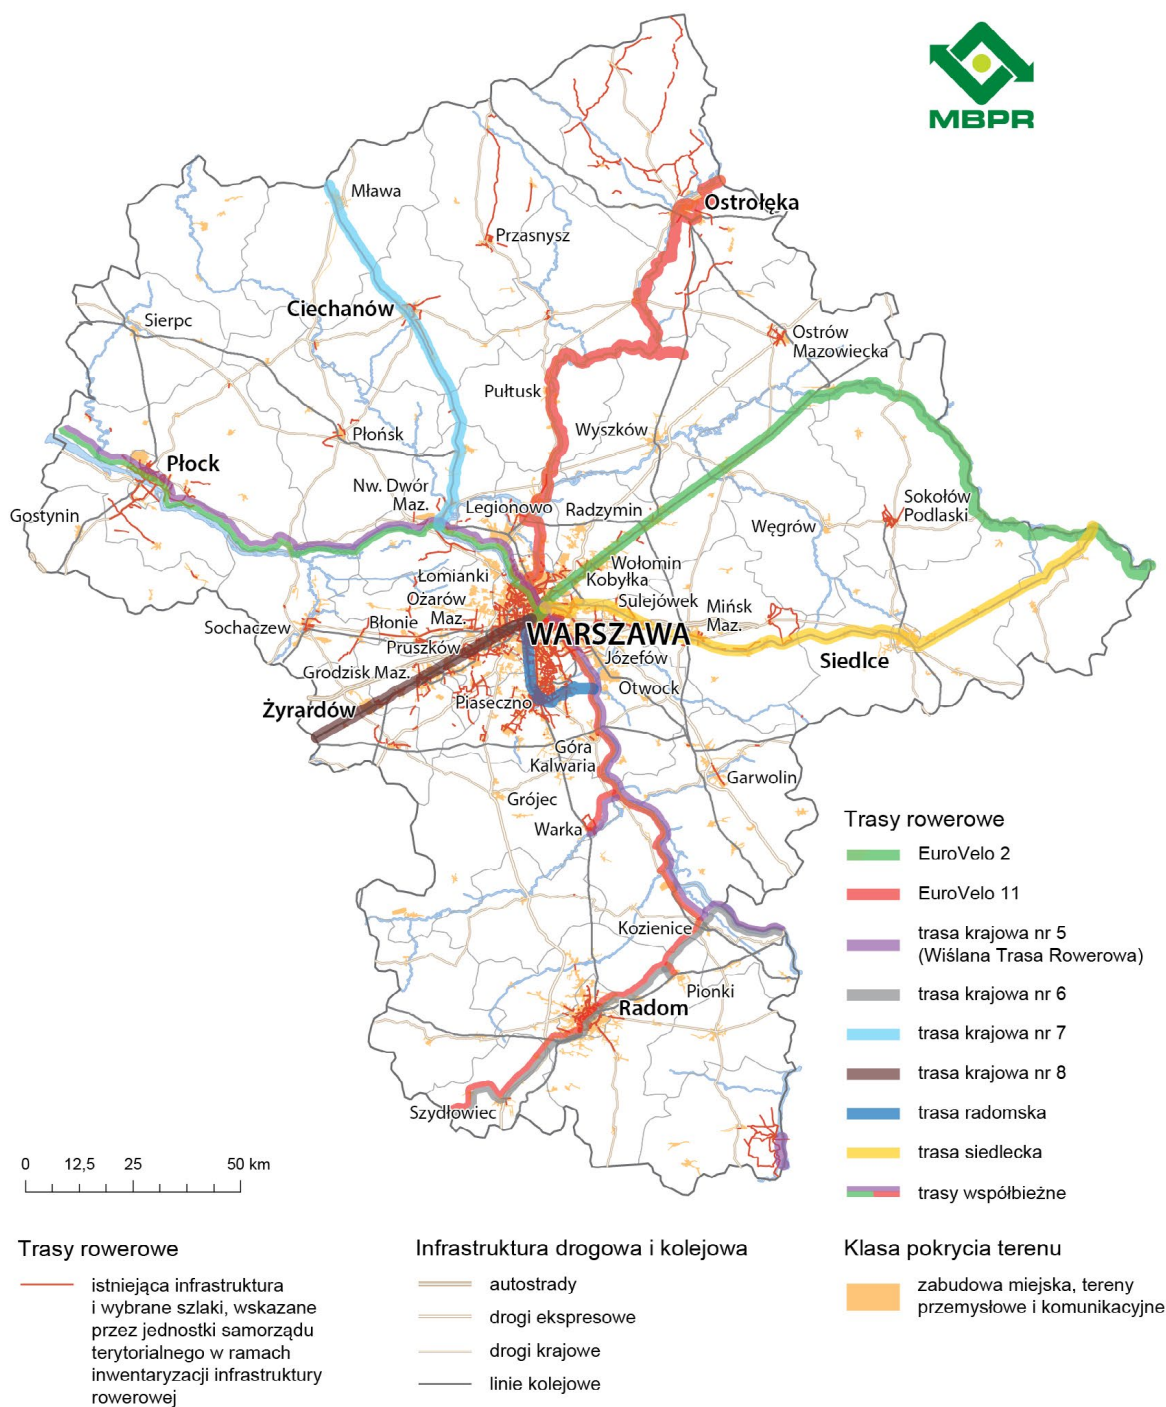 MBPR
Mława
Ostrołęka
Przasnysz
Ciechanów
Sierpc
Ostrów
Mazowiecka
Pułtusk
Wyszków
Płońsk
Płock
Nw. Dwór
Maz.
Legionowo
Radzymin
Sokołów
Podlaski
Gostynin
Węgrów
Łomianki
Wołomin
Kobyłka
Ożarów
Maz.
Sulejówek
Mińsk
Maz.
Błonie
Sochaczew
WARSZAWA
Pruszków
Józefów
Siedlce
Grodzisk Maz.
Otwock
Żyrardów
Piaseczno
Góra
Kalwaria
Garwolin
Grójec
Warka
Kozienice
Pionki
Radom
Szydłowiec
Trasy rowerowe
EuroVelo 2
EuroVelo 11
trasa krajowa nr 5
(Wiślana Trasa Rowerowa)
trasa krajowa nr 6
trasa krajowa nr 7
trasa krajowa nr 8
trasa radomska
trasa siedlecka
trasy współbieżne
0 12,5 25 50 km
Trasy rowerowe
istniejąca infrastruktura
i wybrane szlaki, wskazane
przez jednostki samorządu
terytorialnego w ramach
inwentaryzacji infrastruktury
rowerowej
Infrastruktura drogowa i kolejowa
autostrady
drogi ekspresowe
drogi krajowe
linie kolejowe
Klasa pokrycia terenu
zabudowa miejska, tereny
przemysłowe i komunikacyjne